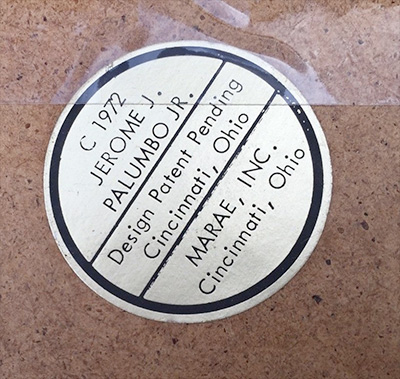 C 1972
JEROME J.
PALUMBO JR.
Design Patent Pending
Cincinnati, Ohio
MARAE, INC.
Cincinnati, Ohio